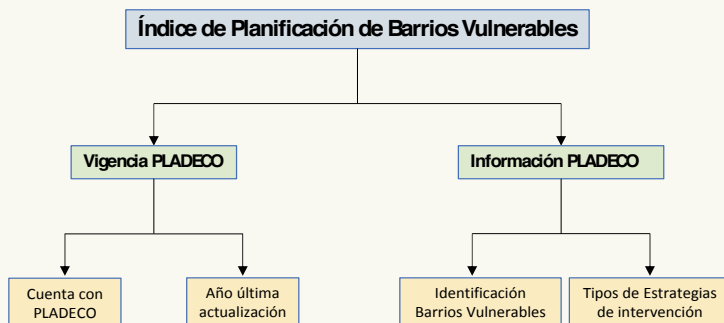 Índice de Planificación de Barrios Vulnerables
Vigencia PLADECO
Información PLADECO
Cuenta con
PLADECO
Año última
actualización
Identificación
Barrios Vulnerables
Tipos de Estrategias
de intervención